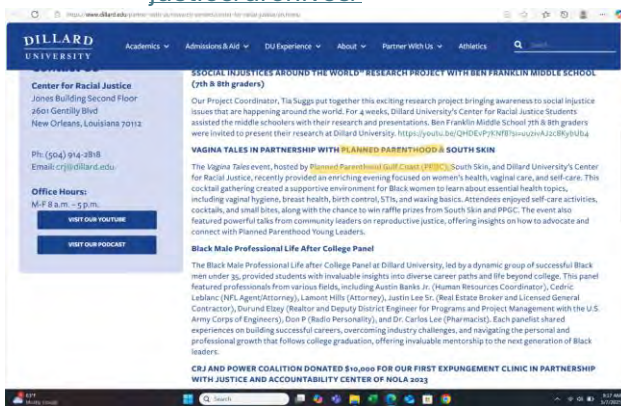 justice/archives/
DILLARD
UNIVERSITY
Academics
Admissions & Aid
DU Experience
About
Partner With Us
Athletics
Center for Racial Justice
Jones Building Second Floor
2601 Gentilly Blvd
New Orleans, Louisiana 70112
Ph: (504) 914-2818
Email: crj@dillard.edu
Office Hours:
M-F 8 a.m. – 5 p.m.
VISIT OUR YOUTUBE
VISIT OUR PODCAST
SSOCIAL INJUSTICES AROUND THE WORLD" RESEARCH PROJECT WITH BEN FRANKLIN MIDDLE SCHOOL
(7th & 8th graders)
Our Project Coordinator, Tia Suggs put together this exciting research project bringing awareness to social injustice
issues that are happening around the world. For 4 weeks, Dillard University's Center for Racial Justice Students
assisted the middle schoolers with their research and presentations. Ben Franklin Middle School 7th & 8th graders
were invited to present their research at Dillard University.
VAGINA TALES IN PARTNERSHIP WITH PLANNED PARENTHOOD & SOUTH SKIN
The Vagina Tales event, hosted by Planned Parenthood Gulf Coast (PPGC), South Skin, and Dillard University's Center
for Racial Justice, recently provided an enriching evening focused on women's health, vaginal care, and self-care. This
cocktail gathering created a supportive environment for Black women to learn about essential health topics,
including vaginal hygiene, breast health, birth control, STIs, and waxing basics. Attendees enjoyed self-care activities,
cocktails, and small bites, along with the chance to win raffle prizes from South Skin and PPGC. The event also
featured powerful talks from community leaders on reproductive justice, offering insights on how to advocate and
connect with Planned Parenthood Young Leaders.
Black Male Professional Life After College Panel
The Black Male Professional Life after College Panel at Dillard University, led by a dynamic group of successful Black
men under 35, provided students with invaluable insights into diverse career paths and life beyond college. This panel
featured professionals from various fields, including Austin Banks Jr. (Human Resources Coordinator), Cedric
Leblanc (NFL Agent/Attorney), Lamont Hills (Attorney), Justin Lee Sr. (Real Estate Broker and Licensed General
Contractor), Durund Elzey (Realtor and Deputy District Engineer for Programs and Project Management with the U.S.
Army Corps of Engineers), Don P (Radio Personality), and Dr. Carlos Lee (Pharmacist). Each panelist shared
experiences on building successful careers, overcoming industry challenges, and navigating the personal and
professional growth that follows college graduation, offering invaluable mentorship to the next generation of Black
leaders.
CRJ AND POWER COALITION DONATED $10,000 FOR OUR FIRST EXPUNGEMENT CLINIC IN PARTNERSHIP
WITH JUSTICE AND ACCOUNTABILITY CENTER OF NOLA 2023
Search